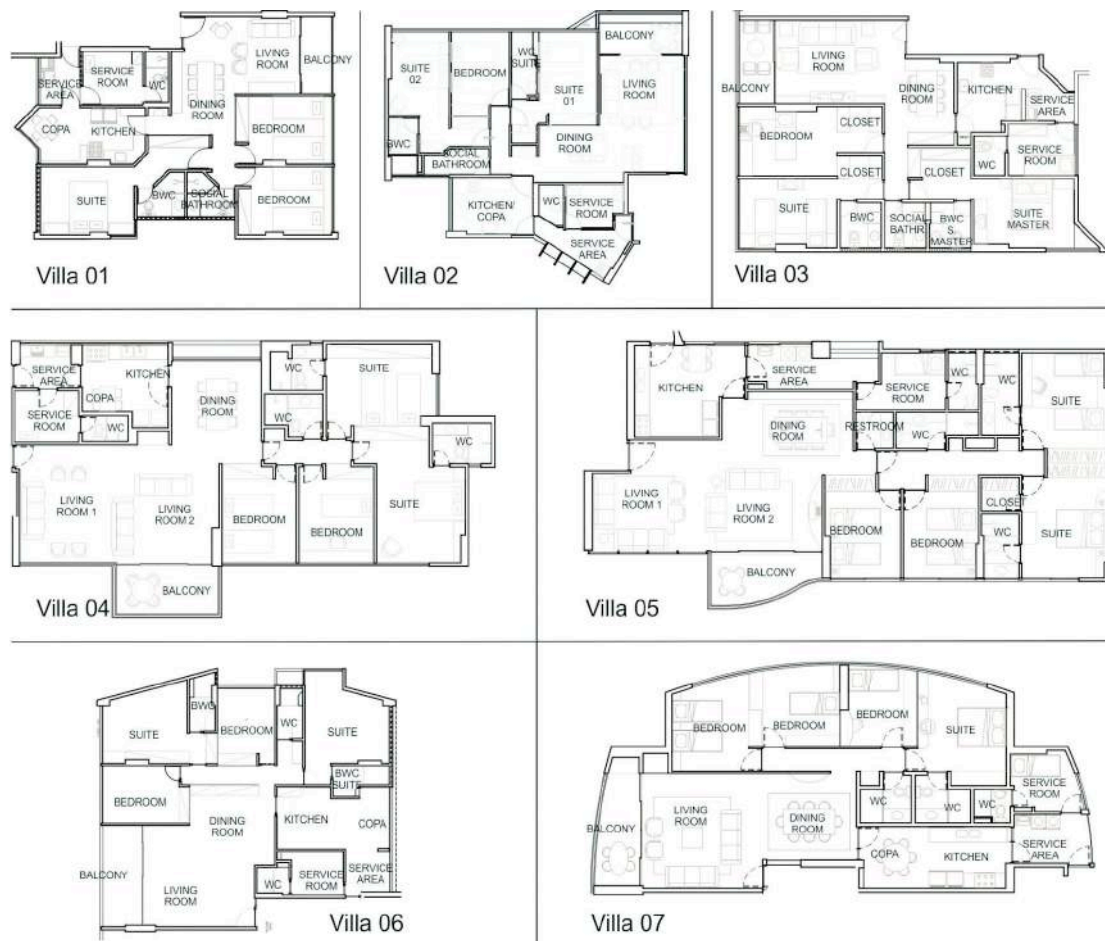 LIVING
ROOM
BALCONY
SERVICE
ROOM
SERVICE
AREA
WC
DINING
ROOM
COPA
KITCHEN
BEDROOM
SUITE
BWC
SOCIAL
BATHROOM
BEDROOM
Villa 01
BALCONY
SUITE
02
BEDROOM
WC
SUITE
SUITE
01
LIVING
ROOM
BWC
DINING
ROOM
SOCIAL
BATHROOM
KITCHEN/
COPA
WC
SERVICE
ROOM
SERVICE
AREA
Villa 02
LIVING
ROOM
BALCONY
DINING
ROOM
KITCHEN
SERVICE
AREA
BEDROOM
CLOSET
SERVICE
ROOM
WC
CLOSET
CLOSET
SUITE
BWC
SOCIAL
BATHR.
BWC
S.
MASTER
SUITE
MASTER
Villa 03
SERVICE
AREA
KITCHEN
COPA
SERVICE
ROOM
WC
DINING
ROOM
WC
SUITE
WC
WC
LIVING
ROOM 1
LIVING
ROOM 2
BEDROOM
BEDROOM
SUITE
BALCONY
Villa 04
KITCHEN
SERVICE
AREA
SERVICE
ROOM
WC
WC
SUITE
DINING
ROOM
RESTROOM
WC
LIVING
ROOM 1
LIVING
ROOM 2
BEDROOM
BEDROOM
CLOSET
WC
SUITE
BALCONY
Villa 05
BWC
SUITE
BEDROOM
WC
SUITE
BEDROOM
BWC
SUITE
DINING
ROOM
KITCHEN
COPA
BALCONY
LIVING
ROOM
WC
SERVICE
ROOM
SERVICE
AREA
Villa 06
BEDROOM
BEDROOM
BEDROOM
SUITE
BALCONY
LIVING
ROOM
DINING
ROOM
WC
WC
WC
SERVICE
ROOM
COPA
KITCHEN
SERVICE
AREA
Villa 07